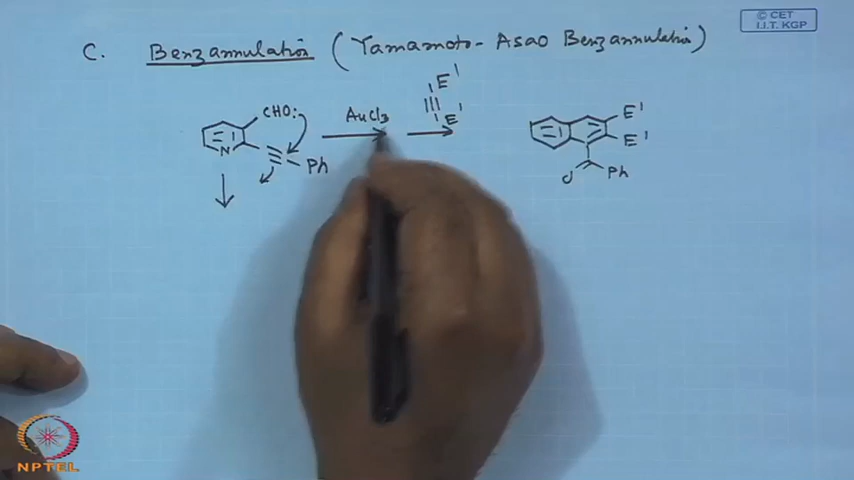 © CET
I.I.T. KGP
C. Benzannulation (Yamamoto-Asao Benzannulation)
CHO:
N
Ph
AuCl3
E'
E'
E'
E'
O
Ph
NPTEL